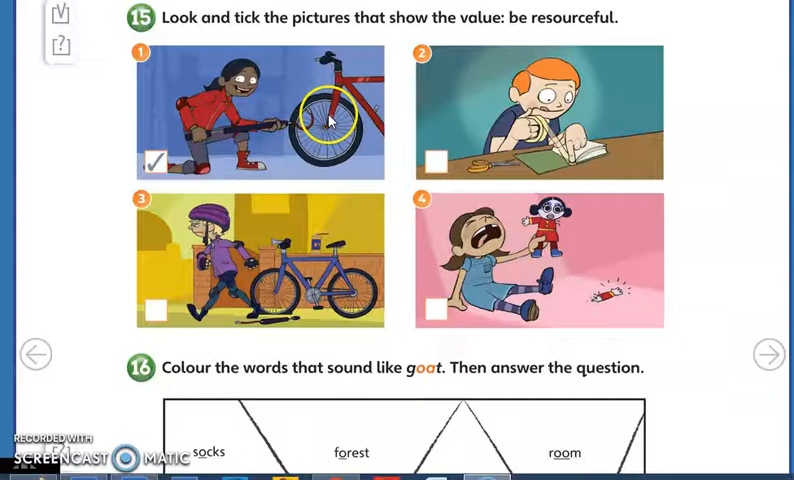 [V]
[?]
15 Look and tick the pictures that show the value: be resourceful.
1
2
3
4
16 Colour the words that sound like goat. Then answer the question.
socks
forest
room
RECORDED WITH
SCREENCAST MATIC